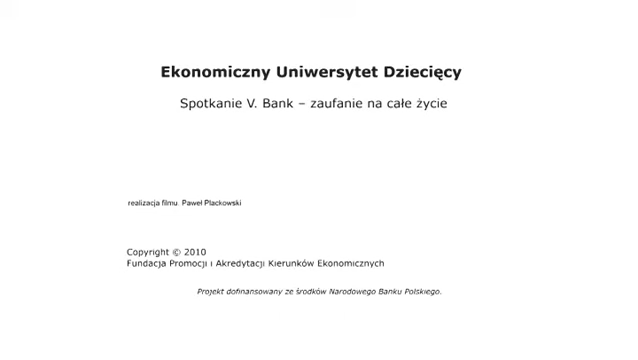 Ekonomiczny Uniwersytet Dziecięcy
Spotkanie V. Bank – zaufanie na całe życie
realizacja filmu: Paweł Płackowski
Copyright © 2010
Fundacja Promocji i Akredytacji Kierunków Ekonomicznych
Projekt dofinansowany ze środków Narodowego Banku Polskiego.